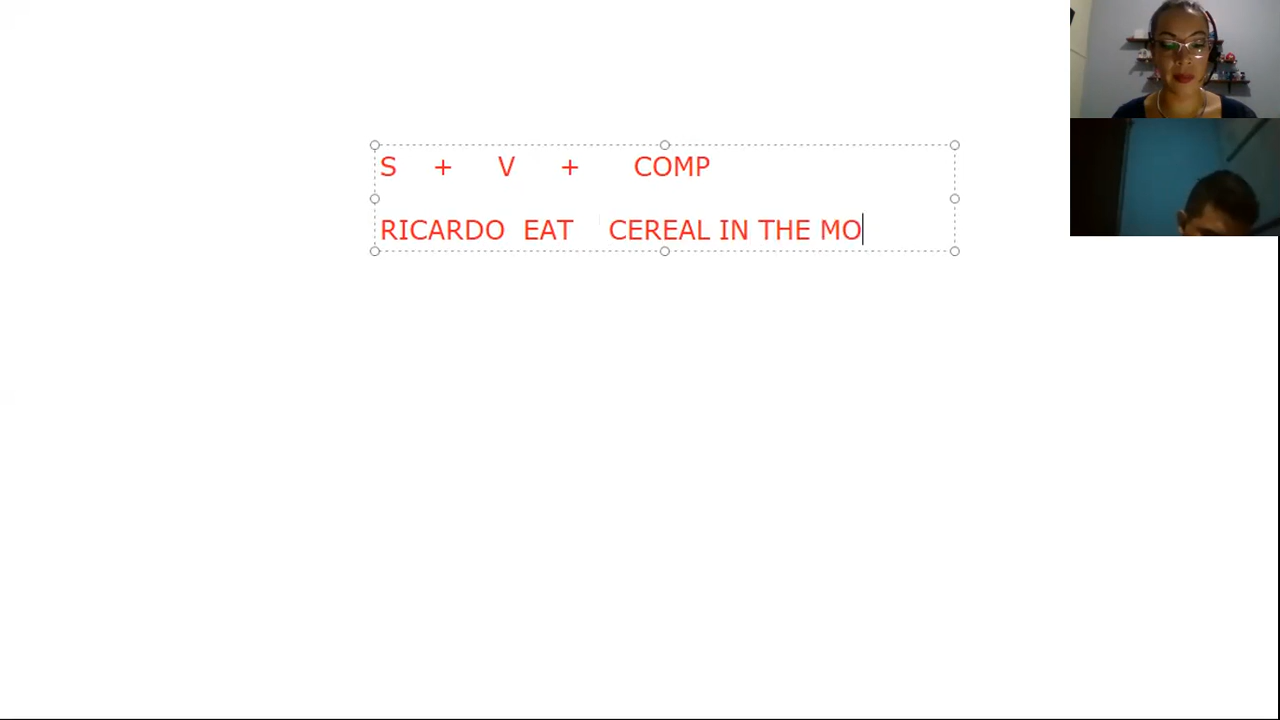 S + V + COMP
RICARDO EAT CEREAL IN THE MO